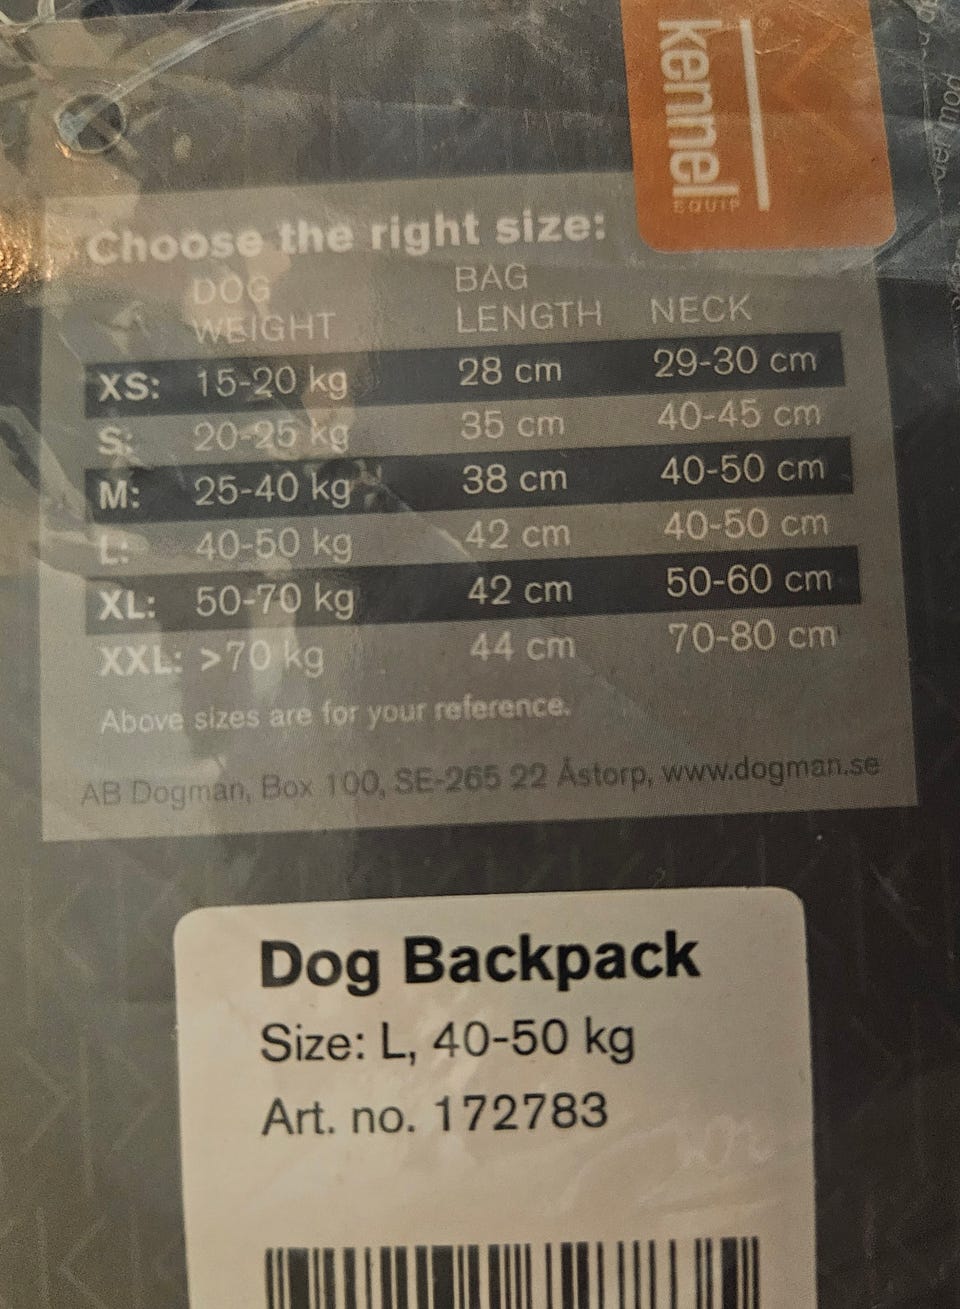 kennel
EQUIP
Choose the right size:
DOG WEIGHT BAG LENGTH NECK
XS: 15-20 kg 28 cm 29-30 cm
S: 20-25 kg 35 cm 40-45 cm
M: 25-40 kg 38 cm 40-50 cm
L: 40-50 kg 42 cm 40-50 cm
XL: 50-70 kg 42 cm 50-60 cm
XXL: >70 kg 44 cm 70-80 cm
Above sizes are for your reference.
AB Dogman, Box 100, SE-265 22 Åstorp, www.dogman.se
Dog Backpack
Size: L, 40-50 kg
Art. no. 172783